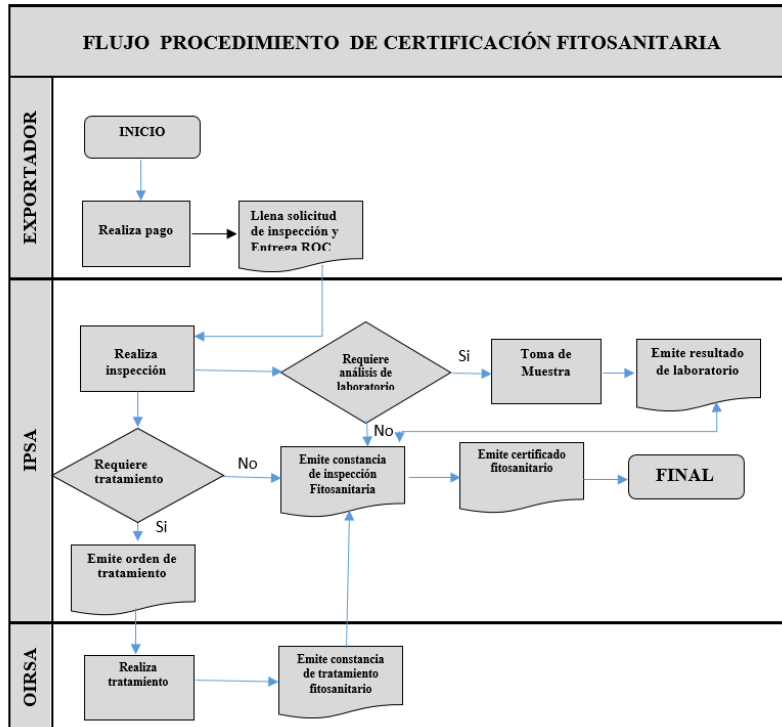 FLUJO PROCEDIMIENTO DE CERTIFICACIÓN FITOSANITARIA
EXPORTADOR
INICIO
Realiza pago
Llena solicitud
de inspección y
Entrega ROC
IPSA
Realiza
inspección
Requiere
análisis de
laboratorio
Si
Toma de
Muestra
Emite resultado
de laboratorio
No
Requiere
tratamiento
No
Emite constancia
de inspección
Fitosanitaria
Emite certificado
fitosanitario
FINAL
Si
Emite orden de
tratamiento
OIRSA
Realiza
tratamiento
Emite constancia
de tratamiento
fitosanitario